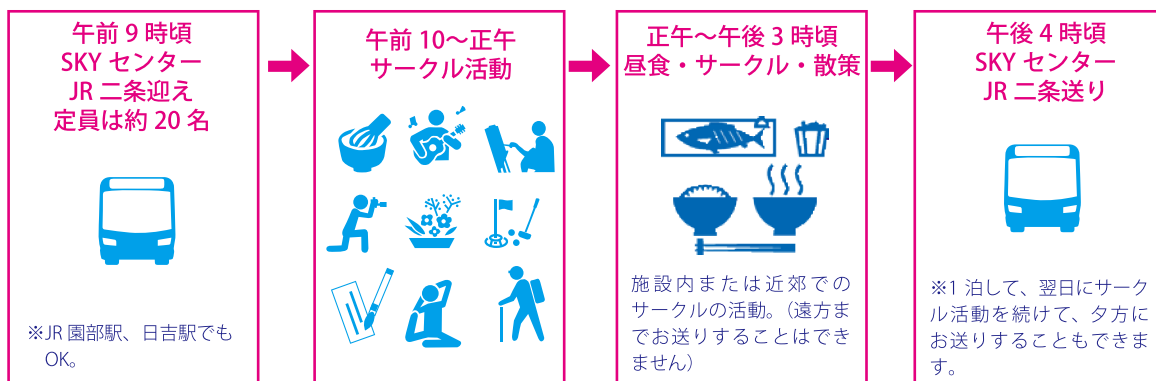 午前 9 時頃
SKY センター
JR 二条迎え
定員は約 20 名
※JR 園部駅、日吉駅でも
OK。
午前 10〜正午
サークル活動
正午〜午後 3 時頃
昼食・サークル・散策
施設内または近郊での
サークルの活動。（遠方ま
でお送りすることはでき
ません）
午後 4 時頃
SKY センター
JR 二条送り
※1 泊して、翌日にサーク
ル活動を続けて、夕方に
お送りすることもできま
す。